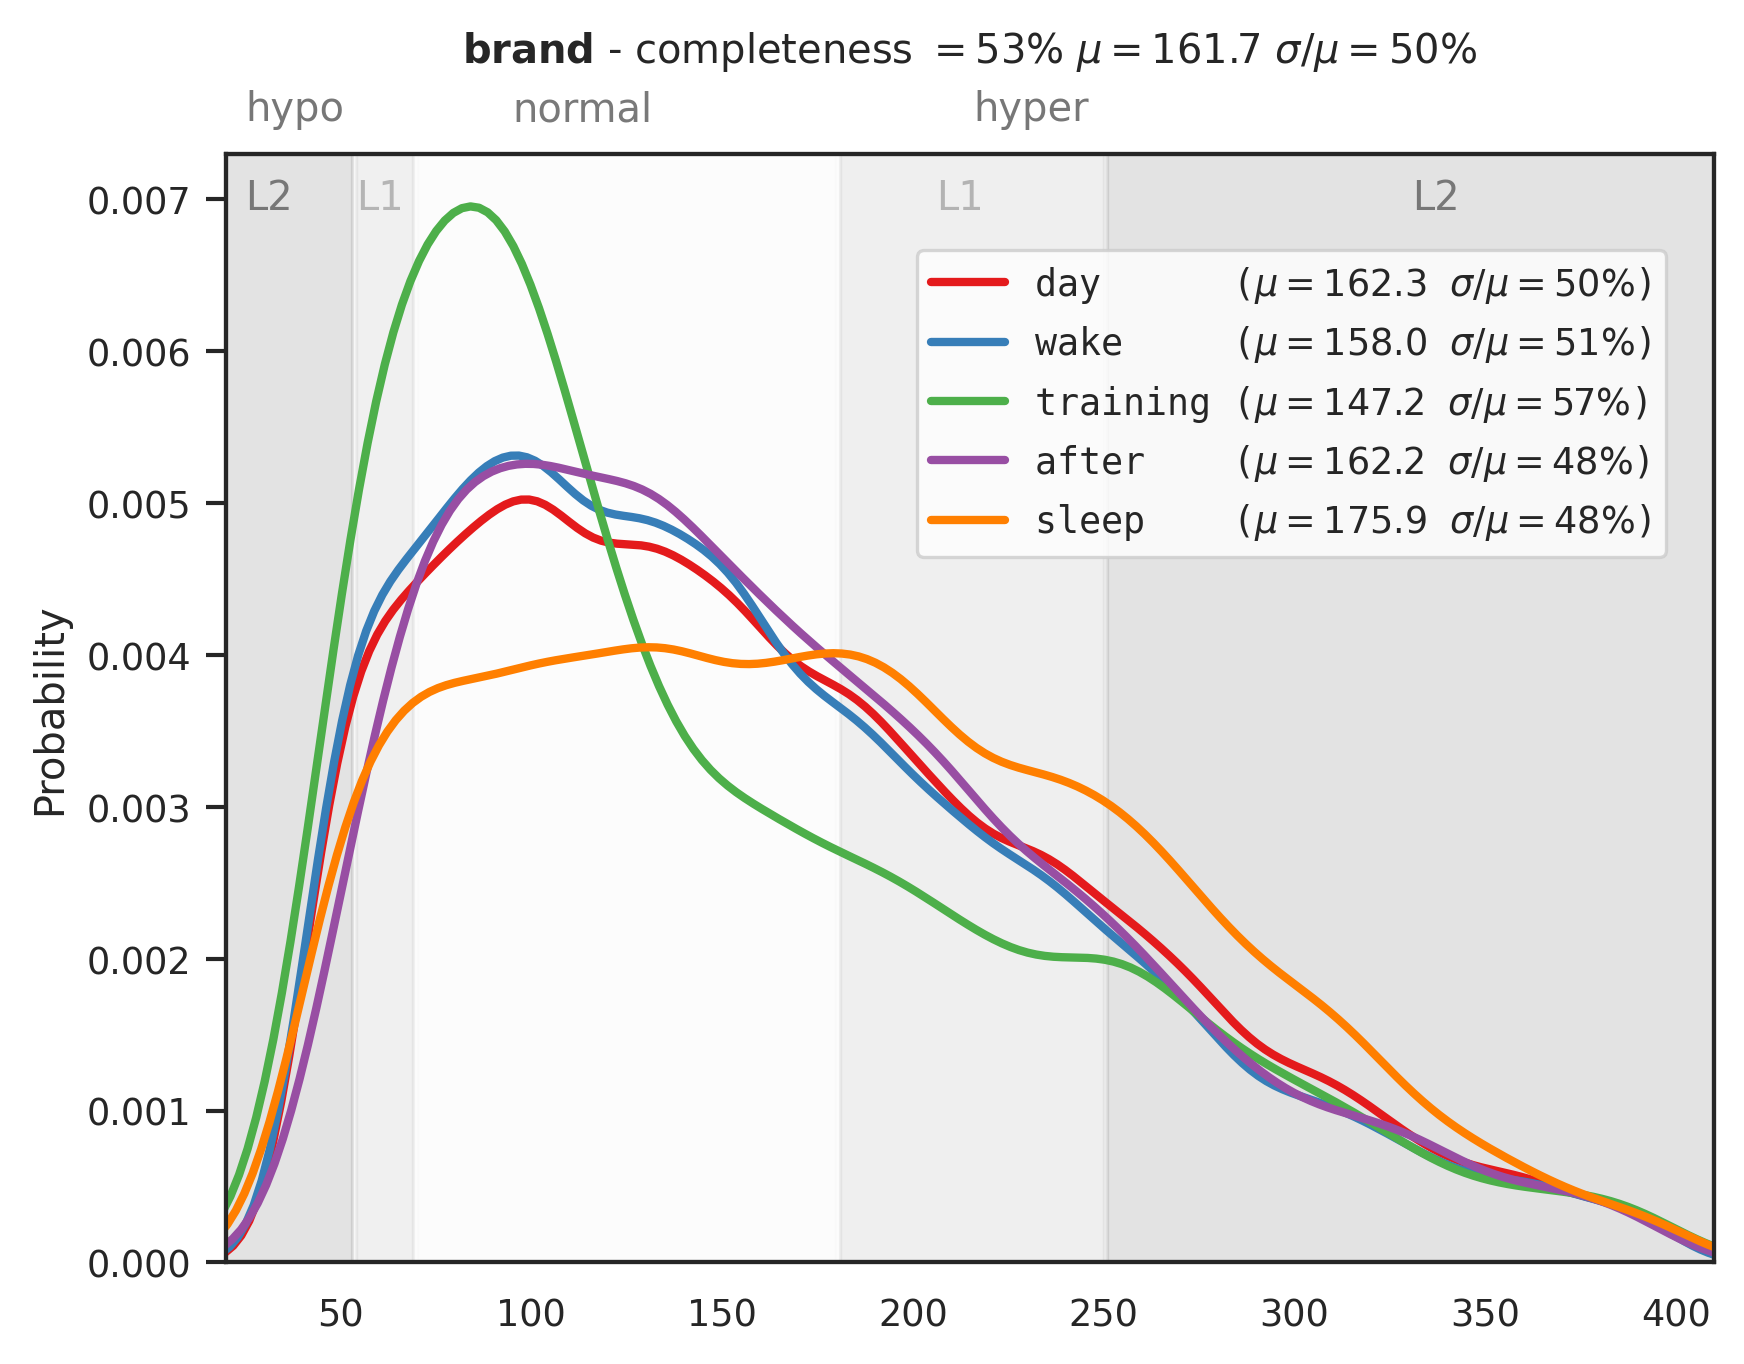 brand - completeness = 53% μ = 161.7 σ/μ = 50%
hypo normal hyper
L2 L1 L1 L2
0.007
0.006
0.005
0.004
0.003
0.002
0.001
0.000
Probability
day (μ = 162.3 σ/μ = 50%)
wake (μ = 158.0 σ/μ = 51%)
training (μ = 147.2 σ/μ = 57%)
after (μ = 162.2 σ/μ = 48%)
sleep (μ = 175.9 σ/μ = 48%)
50 100 150 200 250 300 350 400